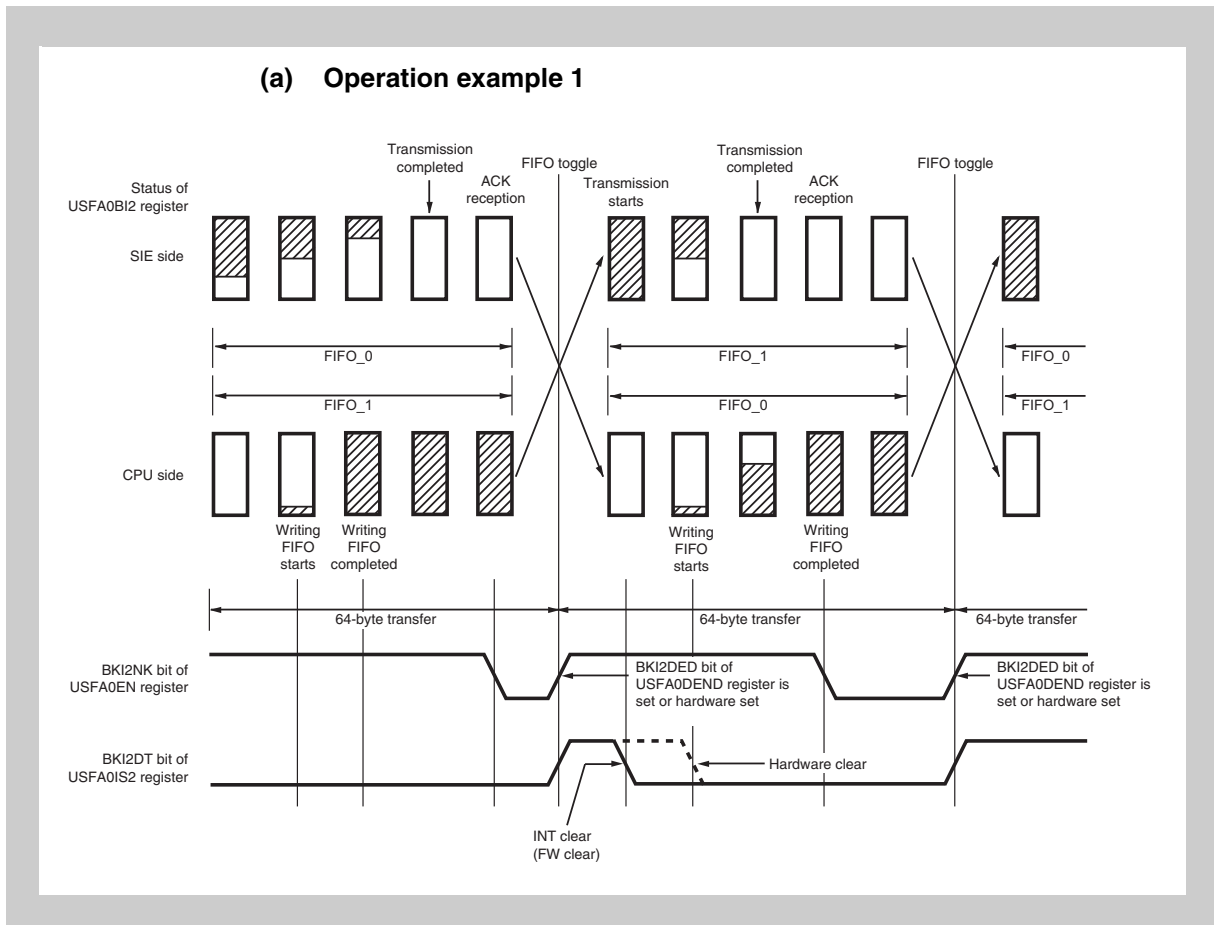 (a) Operation example 1
Transmission
completed
FIFO toggle
Transmission
completed
FIFO toggle
Status of
USFA0BI2 register
ACK
reception
Transmission
starts
ACK
reception
SIE side
FIFO_0
FIFO_1
FIFO_0
FIFO_1
FIFO_0
FIFO_1
CPU side
Writing
FIFO
starts
Writing
FIFO
completed
Writing
FIFO
starts
Writing
FIFO
completed
64-byte transfer
64-byte transfer
64-byte transfer
BKI2NK bit of
USFA0EN register
BKI2DED bit of
USFA0DEND register is
set or hardware set
BKI2DED bit of
USFA0DEND register is
set or hardware set
BKI2DT bit of
USFA0IS2 register
Hardware clear
INT clear
(FW clear)